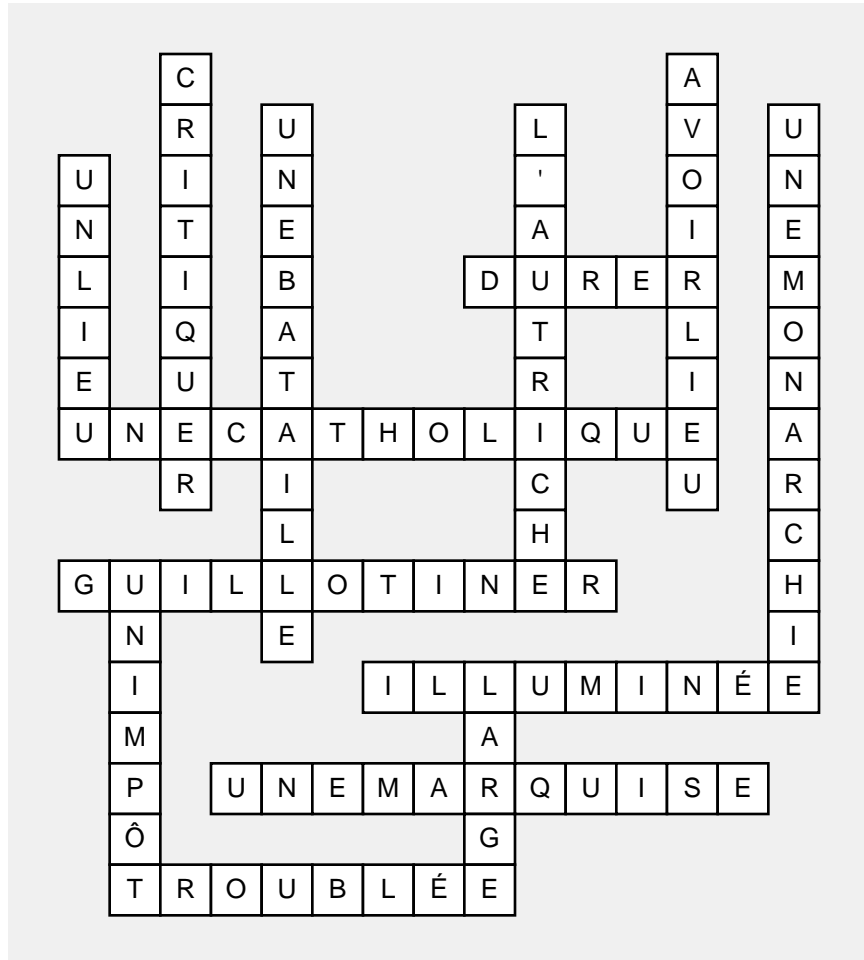 CRITIQUER
AVOIRLIEU
UNEBATAILLE
L'AUTRICHE
UNEMONARCHIE
UNLIEU
DURER
UNECATHOLIQUE
GUILLOTINER
UNIMPÔT
ILLUMINÉE
LARGE
UNEMARQUISE
TROUBLÉE